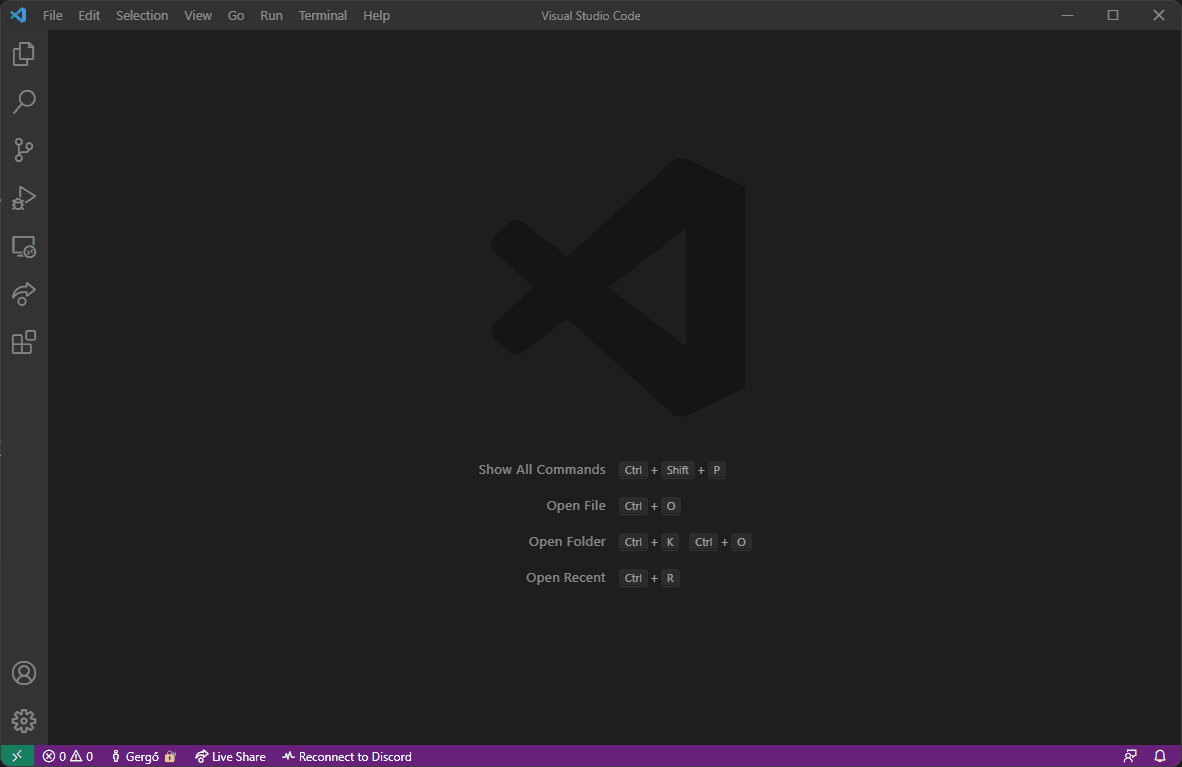 File Edit Selection View Go Run Terminal Help Visual Studio Code
Show All Commands Ctrl + Shift + P
Open File Ctrl + O
Open Folder Ctrl + K Ctrl + O
Open Recent Ctrl + R
0 0 Gergő Live Share Reconnect to Discord